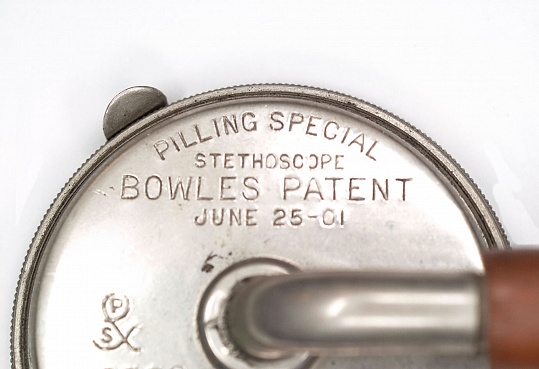 PILLING SPECIAL
STETHOSCOPE
BOWLES PATENT
JUNE 25-01
P
S